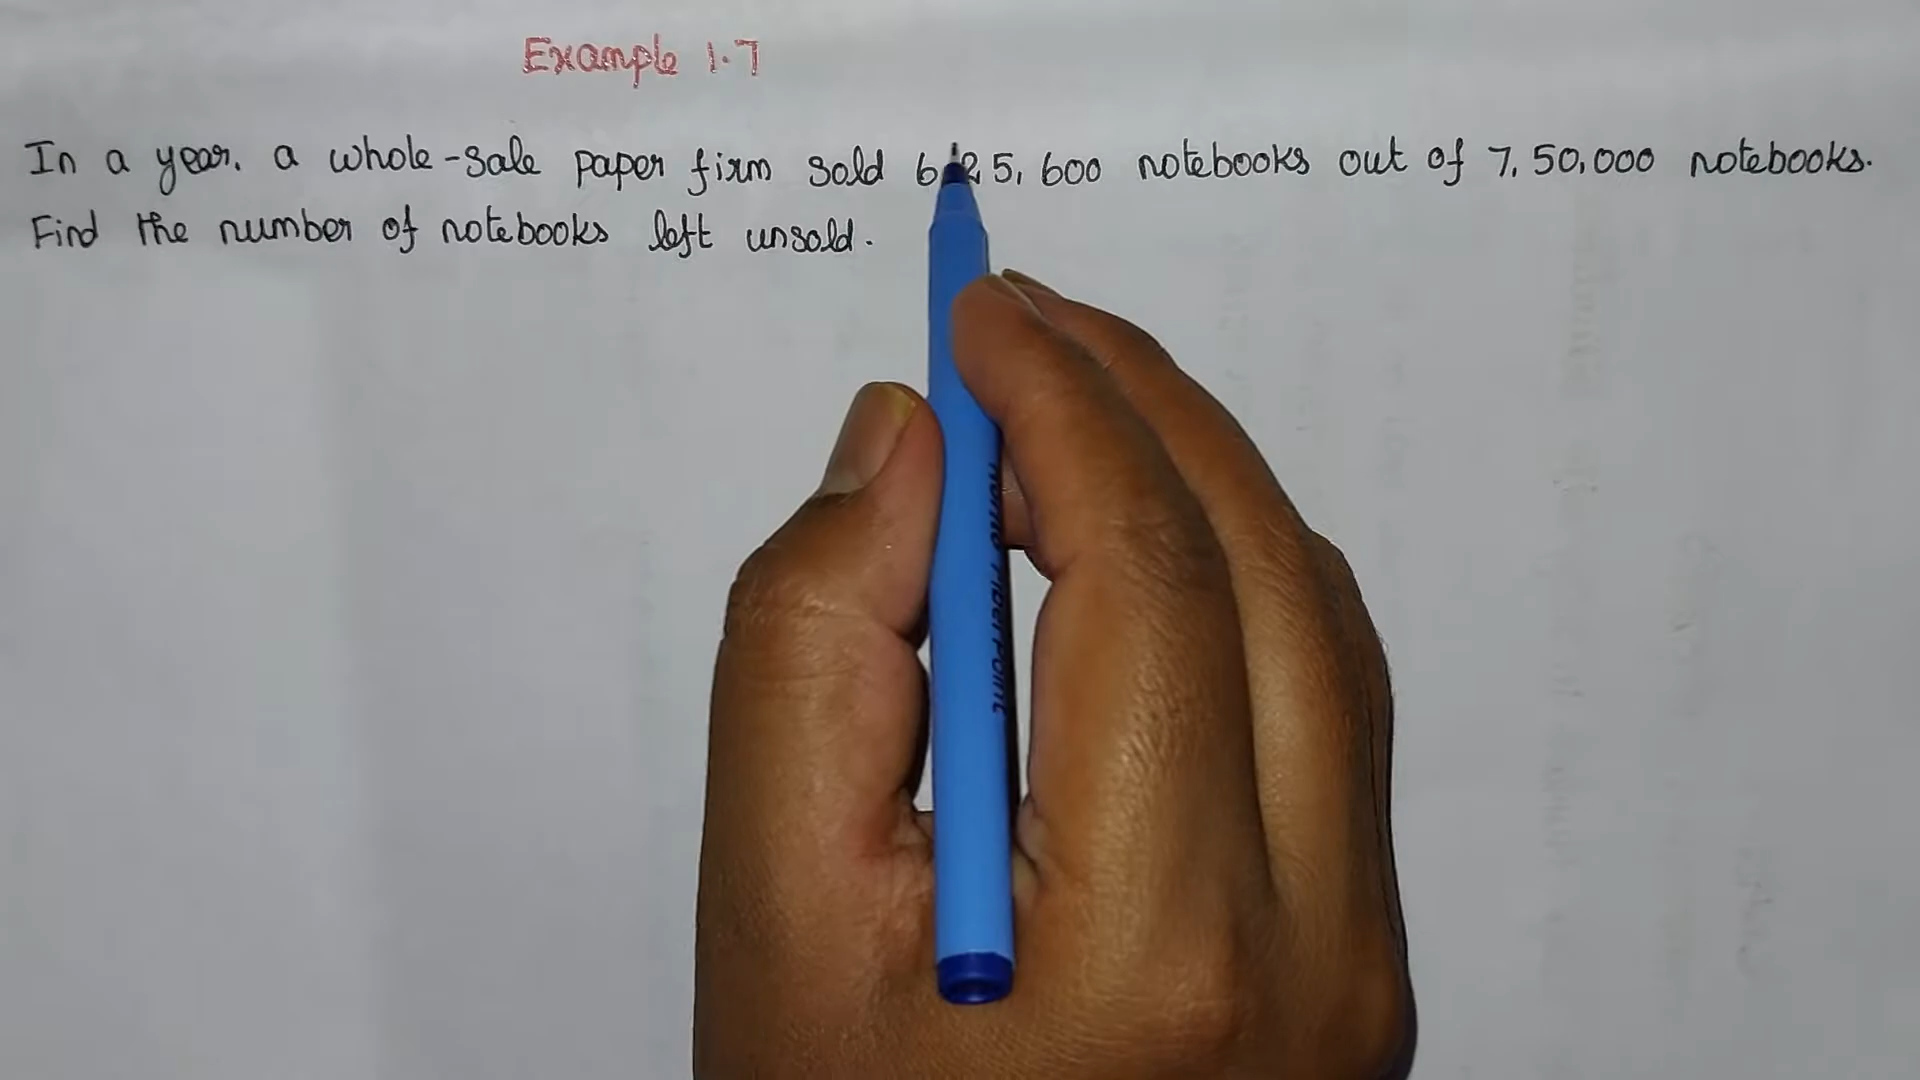 Example 1.7
In a year, a whole-sale paper firm sold 6,25,600 notebooks out of 7,50,000 notebooks.
Find the number of notebooks left unsold.